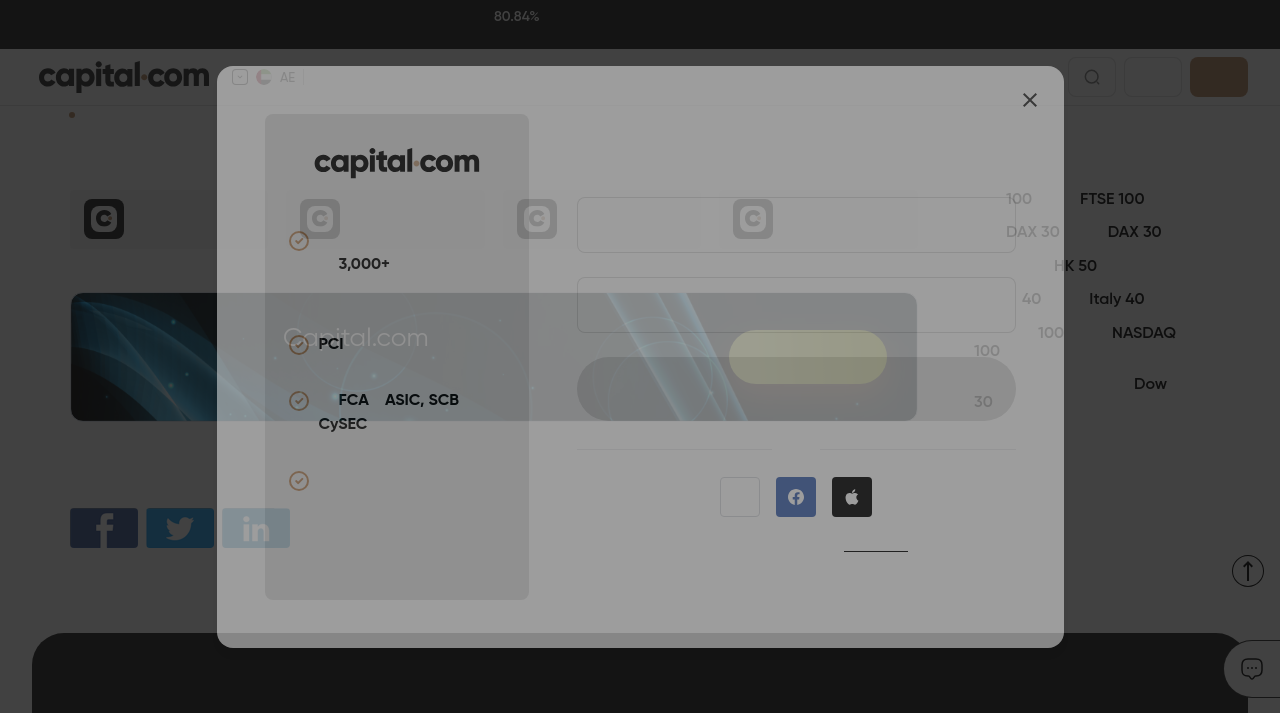 80.84%
capital.com
AE
capital.com
3,000+
PCI
FCA ASIC, SCB
CySEC
Capital.com
100 FTSE 100
DAX 30 DAX 30
HK 50
40 Italy 40
100 NASDAQ
100
Dow
30